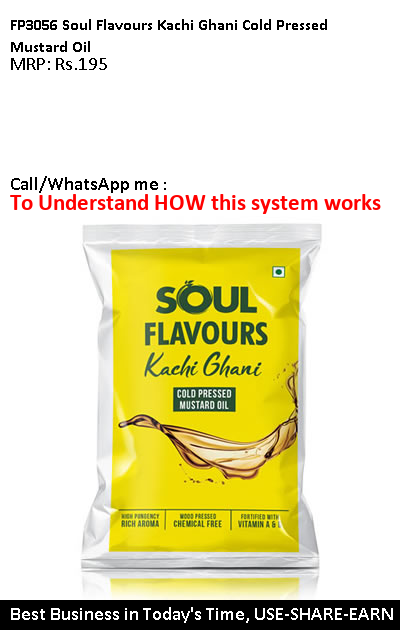 FP3056 Soul Flavours Kachi Ghani Cold Pressed
Mustard Oil
MRP: Rs.195
Call/WhatsApp me :
To Understand HOW this system works
SOUL
FLAVOURS
Kachi Ghani
COLD PRESSED
MUSTARD OIL
HIGH PUNGENCY
RICH AROMA
WOOD PRESSED
CHEMICAL FREE
FORTIFIED WITH
VITAMIN A &
Best Business in Today's Time, USE-SHARE-EARN